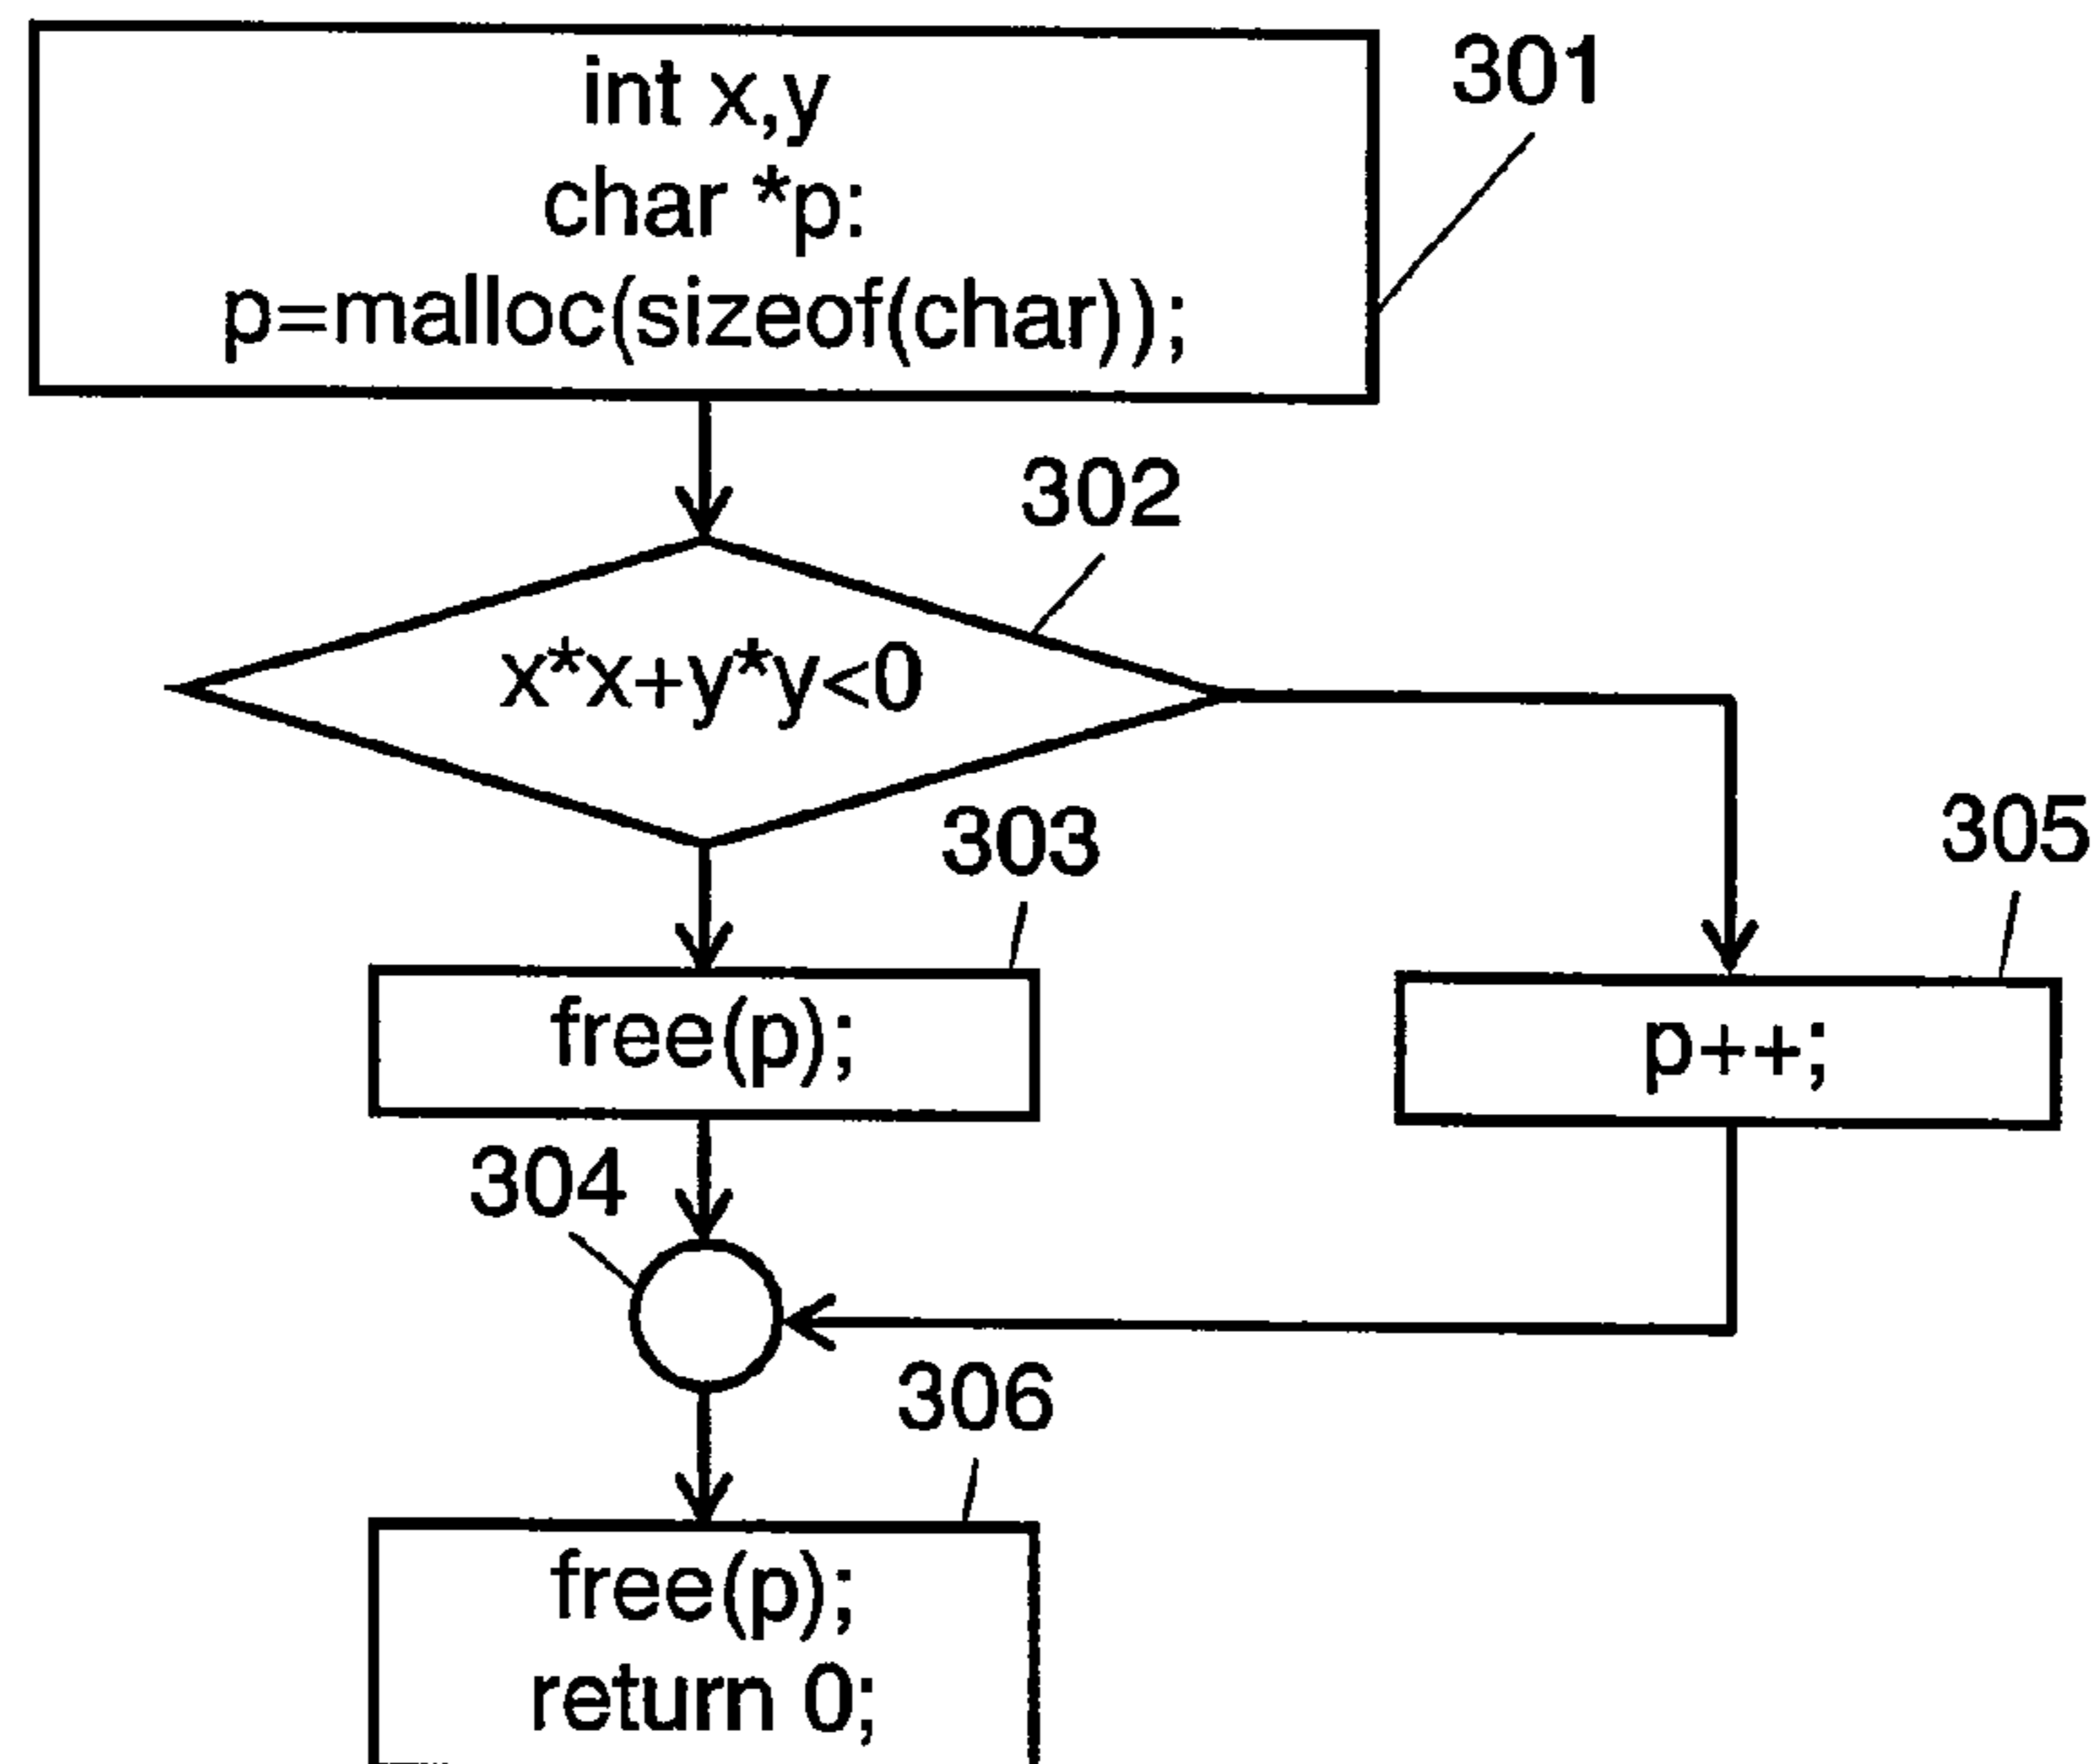 int x,y
char *p:
p=malloc(sizeof(char));
301
302
x*x+y*y<0
303
free(p);
305
p++;
304
306
free(p);
return 0;